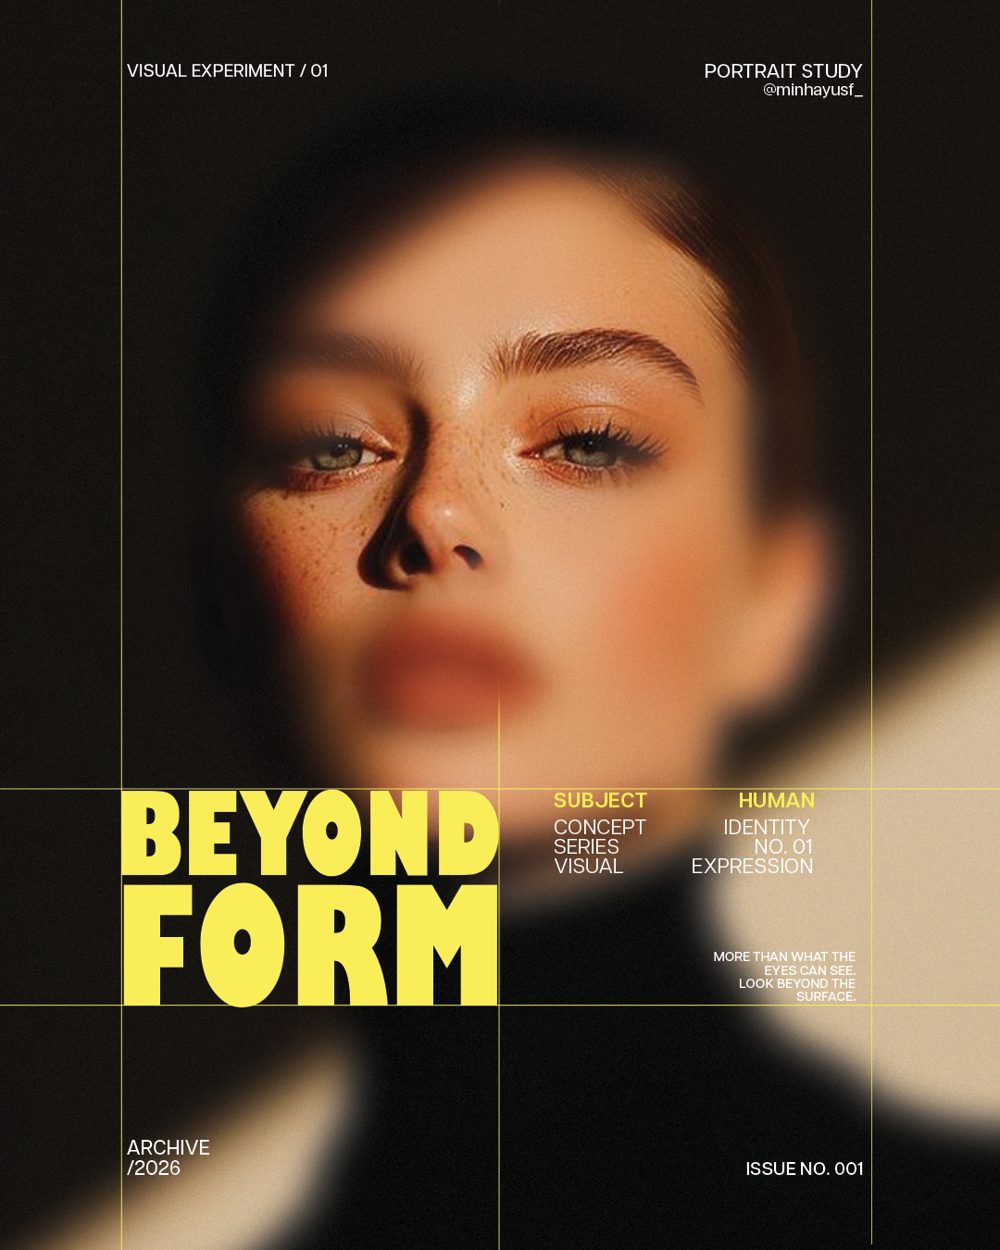 VISUAL EXPERIMENT / 01
PORTRAIT STUDY
@minhayusf_
BEYOND
FORM
SUBJECT HUMAN
CONCEPT IDENTITY
SERIES NO. 01
VISUAL EXPRESSION
MORE THAN WHAT THE
EYES CAN SEE.
LOOK BEYOND THE
SURFACE.
ARCHIVE
/2026
ISSUE NO. 001